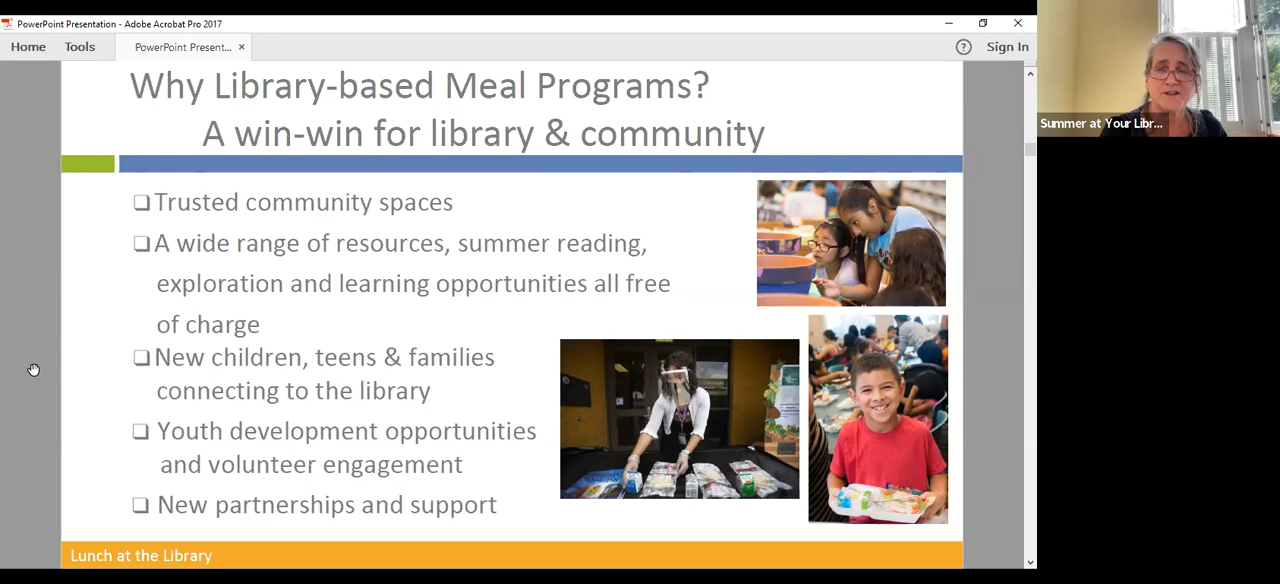 PowerPoint Presentation - Adobe Acrobat Pro 2017
Home Tools PowerPoint Present... × ? Sign In
Why Library-based Meal Programs?
A win-win for library & community
Summer at Your Libr...
❑Trusted community spaces
❑A wide range of resources, summer reading,
exploration and learning opportunities all free
of charge
❑New children, teens & families
connecting to the library
❑ Youth development opportunities
and volunteer engagement
❑ New partnerships and support
Lunch at the Library